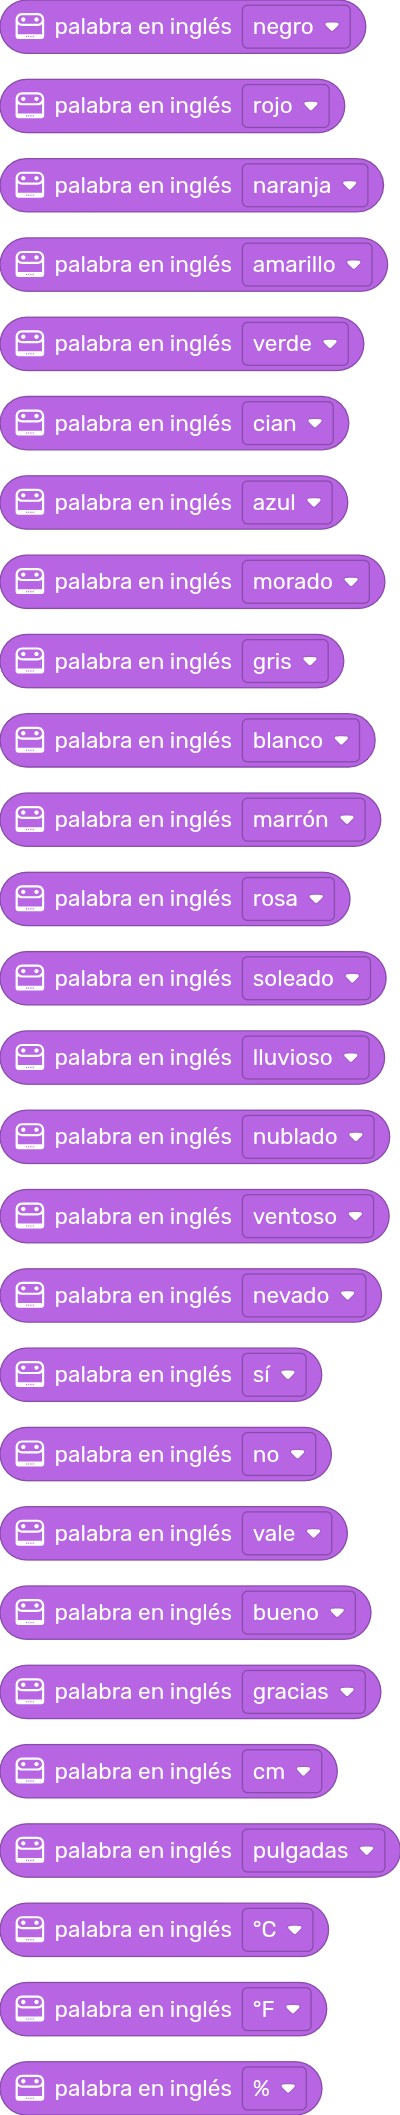 palabra en inglés negro
palabra en inglés rojo
palabra en inglés naranja
palabra en inglés amarillo
palabra en inglés verde
palabra en inglés cian
palabra en inglés azul
palabra en inglés morado
palabra en inglés gris
palabra en inglés blanco
palabra en inglés marrón
palabra en inglés rosa
palabra en inglés soleado
palabra en inglés lluvioso
palabra en inglés nublado
palabra en inglés ventoso
palabra en inglés nevado
palabra en inglés sí
palabra en inglés no
palabra en inglés vale
palabra en inglés bueno
palabra en inglés gracias
palabra en inglés cm
palabra en inglés pulgadas
palabra en inglés °C
palabra en inglés °F
palabra en inglés %